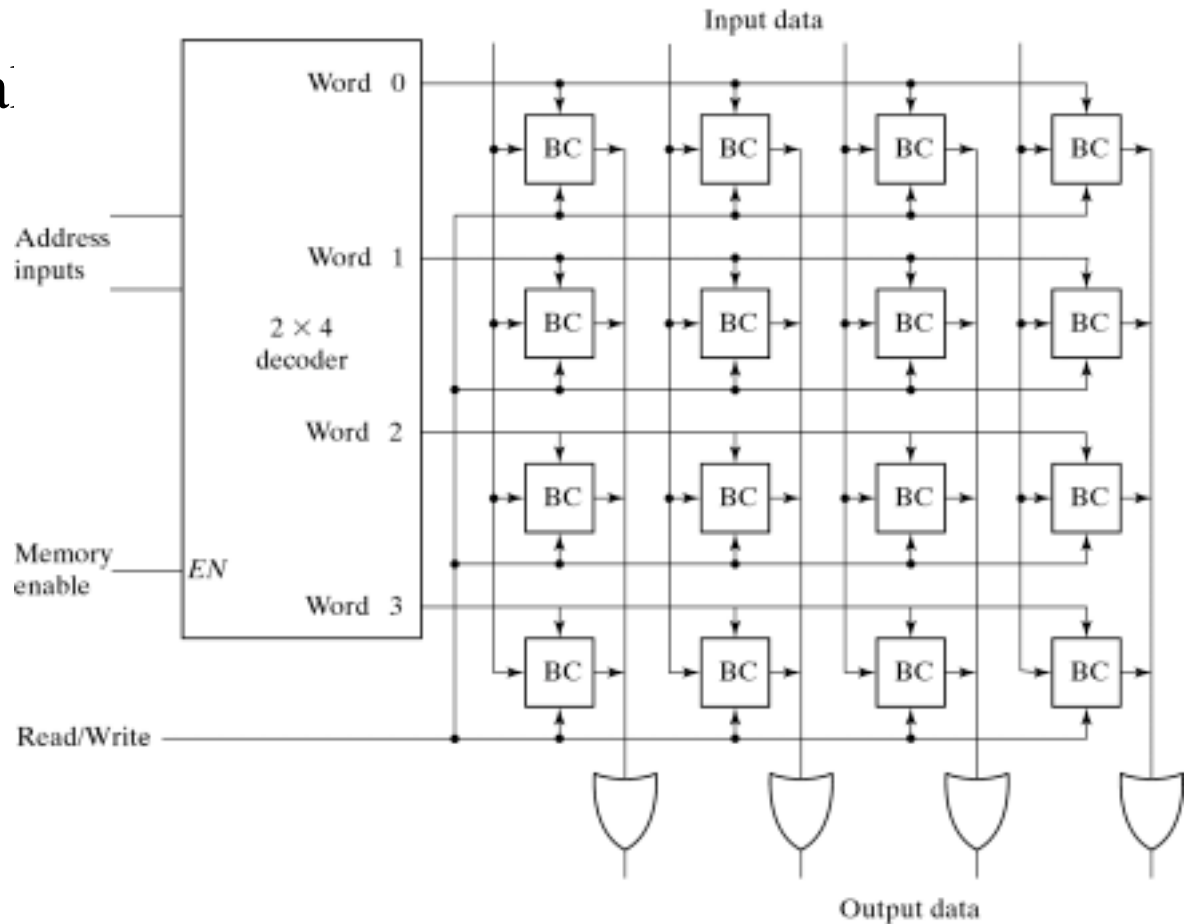 Input data
a
Word 0
BC BC BC BC
Address
inputs
Word 1
2 × 4
decoder
BC BC BC BC
Word 2
BC BC BC BC
Memory
enable
EN
Word 3
BC BC BC BC
Read/Write
Output data